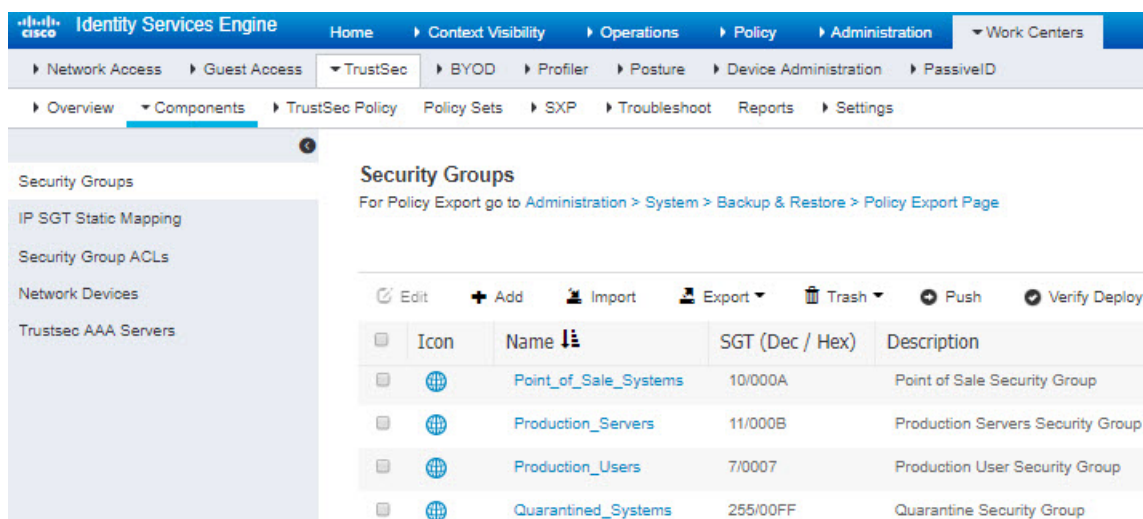 cisco Identity Services Engine Home Context Visibility Operations Policy Administration Work Centers
Network Access Guest Access TrustSec BYOD Profiler Posture Device Administration PassiveID
Overview Components TrustSec Policy Policy Sets SXP Troubleshoot Reports Settings
Security Groups
IP SGT Static Mapping
Security Group ACLs
Network Devices
Trustsec AAA Servers
Security Groups
For Policy Export go to Administration > System > Backup & Restore > Policy Export Page
Edit Add Import Export Trash Push Verify Deploy
Icon Name SGT (Dec / Hex) Description
Point_of_Sale_Systems 10/000A Point of Sale Security Group
Production_Servers 11/000B Production Servers Security Group
Production_Users 7/0007 Production User Security Group
Quarantined_Systems 255/00FF Quarantine Security Group